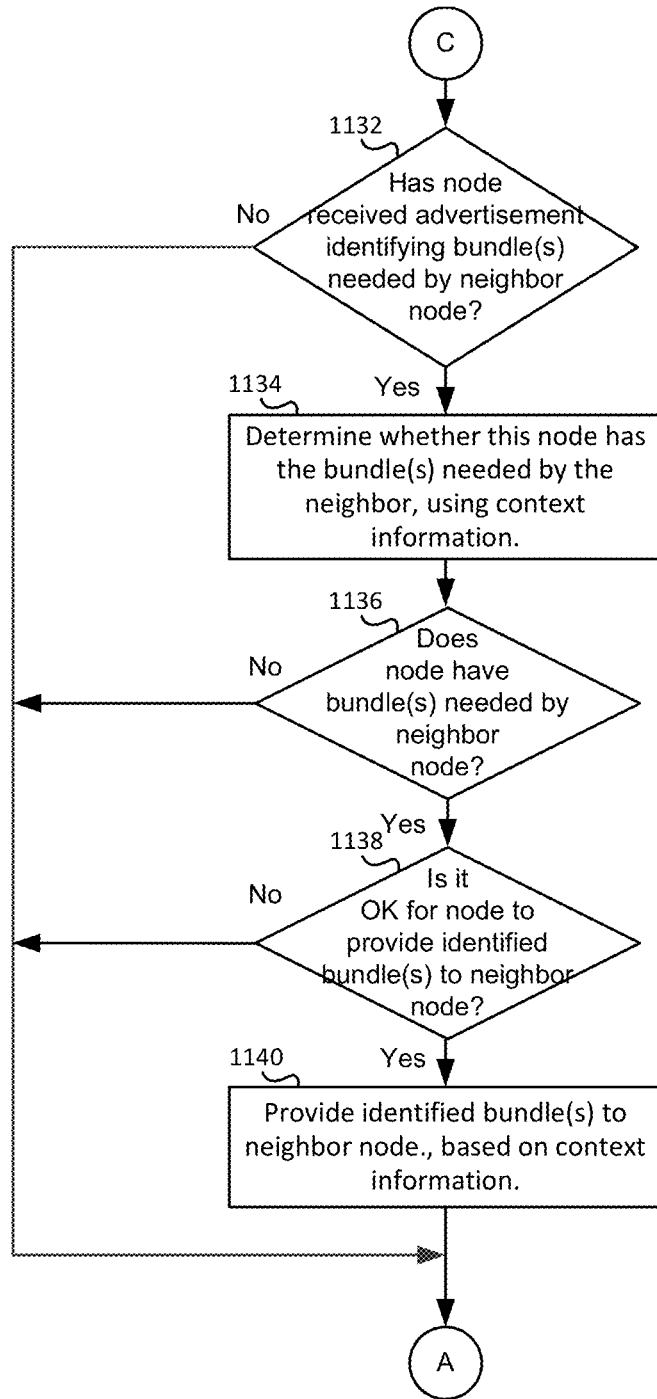 C
1132
Has node
No
received advertisement
identifying bundle(s)
needed by neighbor
node?
1134
Yes
Determine whether this node has
the bundle(s) needed by the
neighbor, using context
information.
1136
Does
No
node have
bundle(s) needed by
neighbor
node?
Yes
1138
Is it
No
OK for node to
provide identified
bundle(s) to neighbor
node?
1140
Yes
Provide identified bundle(s) to
neighbor node., based on context
information.
A